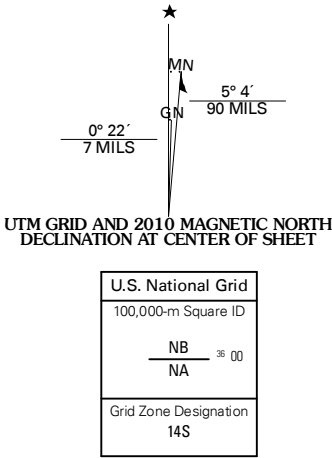 ★
MN
GN
5° 4´
90 MILS
0° 22´
7 MILS
UTM GRID AND 2010 MAGNETIC NORTH
DECLINATION AT CENTER OF SHEET
U.S. National Grid
100,000-m Square ID
NB
36 00
NA
Grid Zone Designation
14S